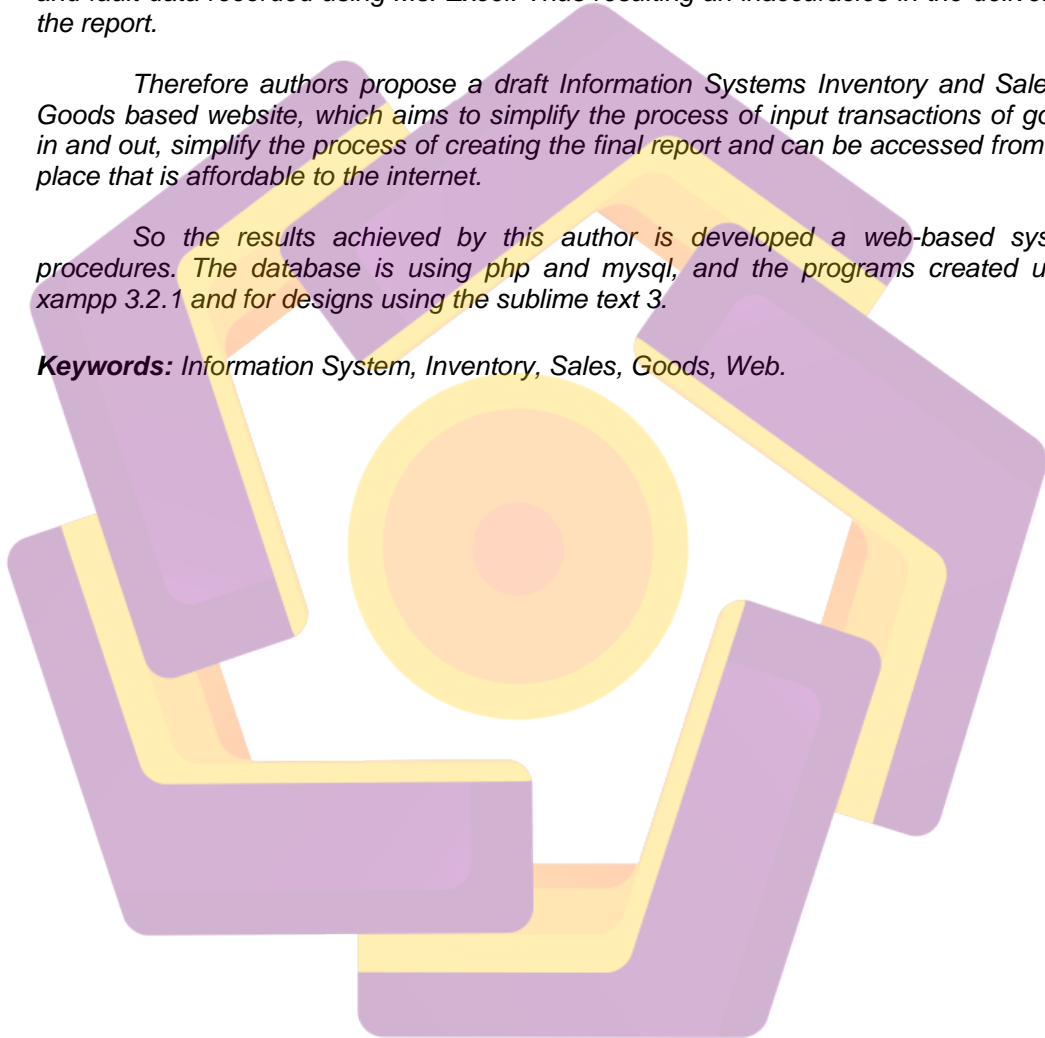 the report.
Therefore authors propose a draft Information Systems Inventory and Sale
Goods based website, which aims to simplify the process of input transactions of go
in and out, simplify the process of creating the final report and can be accessed from
place that is affordable to the internet.
So the results achieved by this author is developed a web-based sys
procedures. The database is using php and mysql, and the programs created u
xampp 3.2.1 and for designs using the sublime text 3.
Keywords: Information System, Inventory, Sales, Goods, Web.